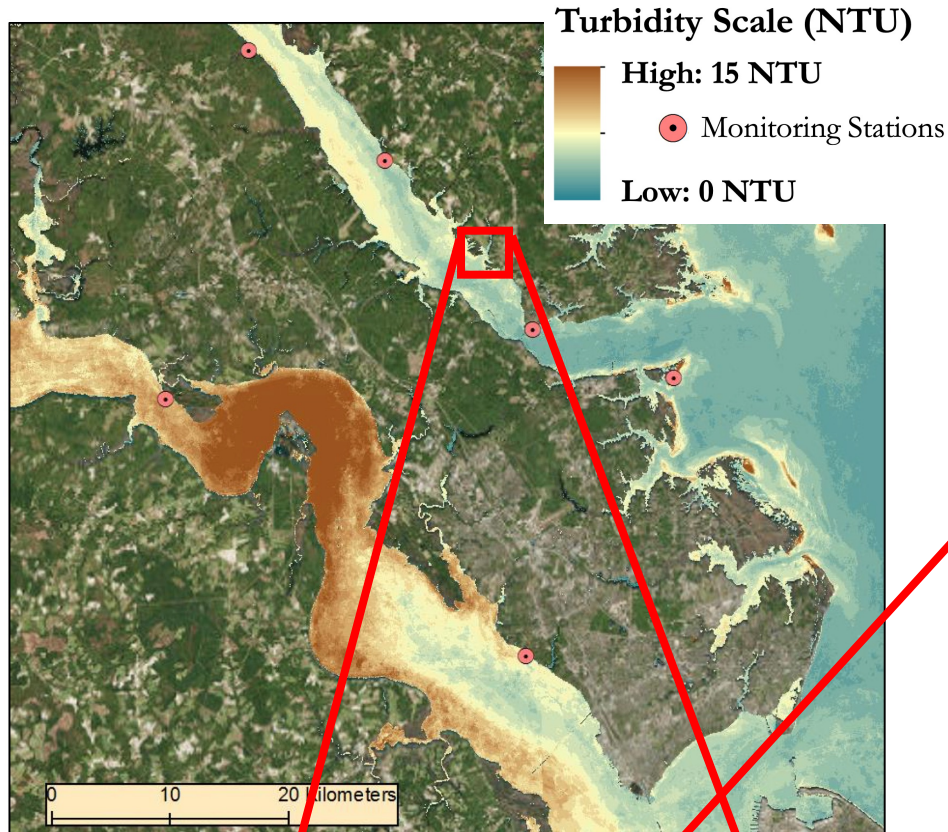 Turbidity Scale (NTU)
High: 15 NTU
Monitoring Stations
Low: 0 NTU
0 10 20 Kilometers